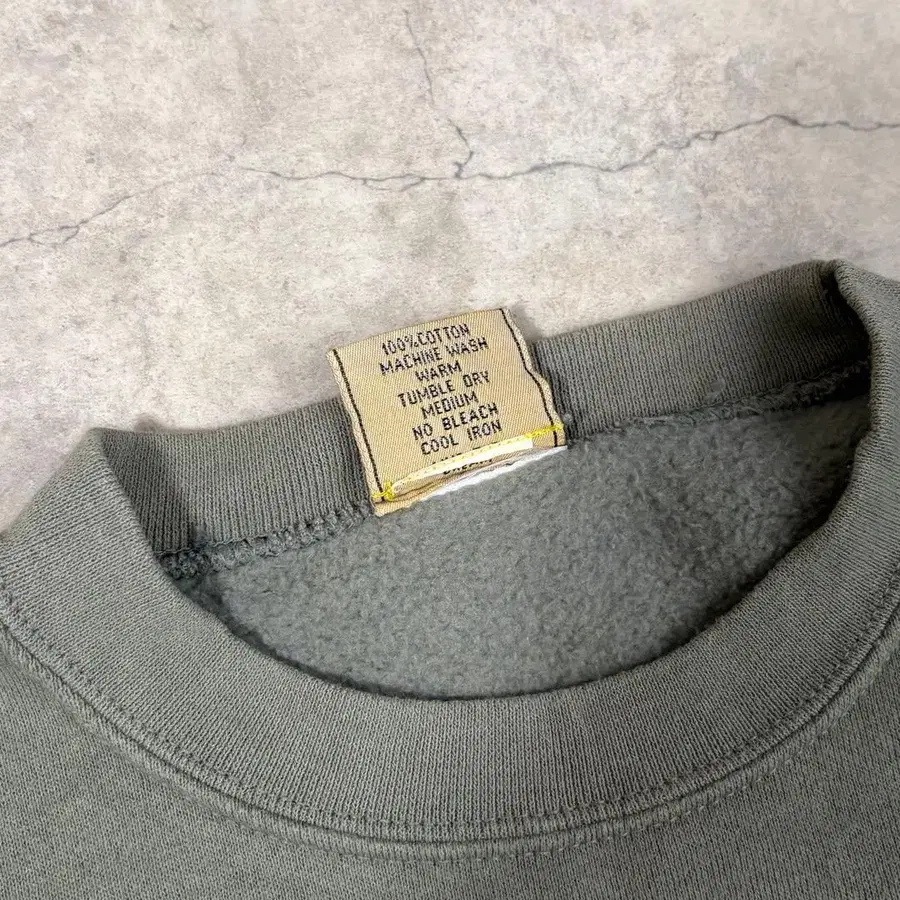 100%COTTON
MACHINE WASH
WARM
TUMBLE DRY
MEDIUM
NO BLEACH
COOL IRON